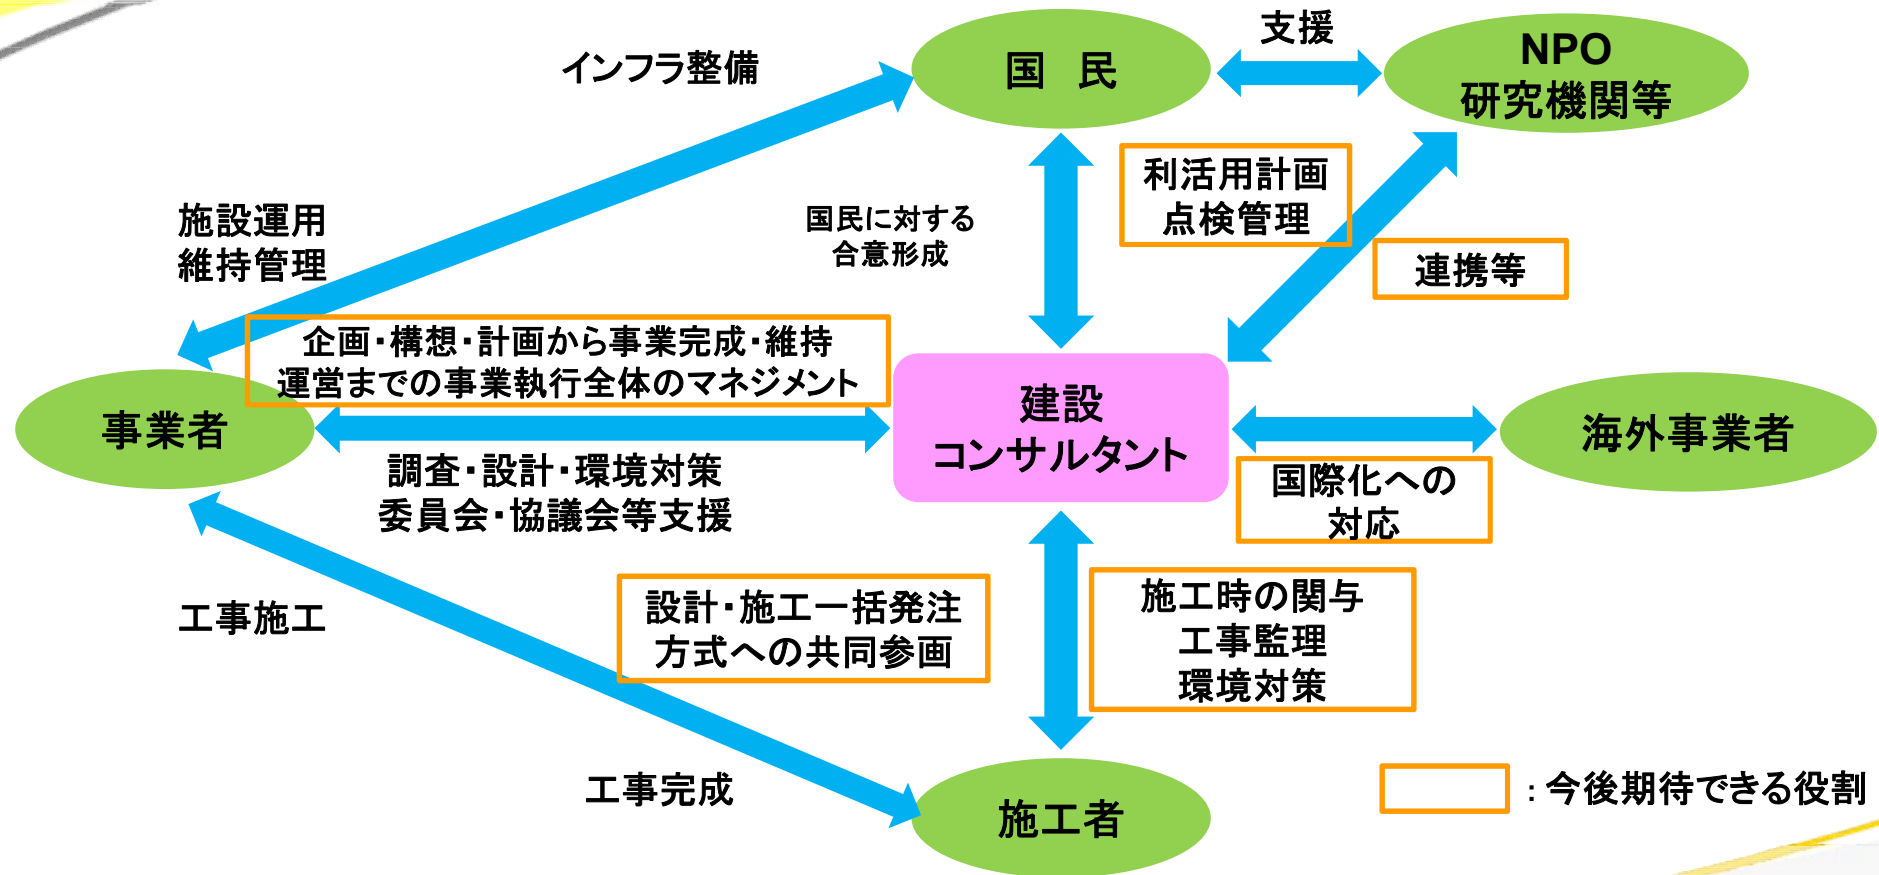 支援
インフラ整備
国 民
NPO
研究機関等
利活用計画
点検管理
施設運用
維持管理
国民に対する
合意形成
連携等
企画・構想・計画から事業完成・維持
運営までの事業執行全体のマネジメント
建設
コンサルタント
事業者
海外事業者
調査・設計・環境対策
委員会・協議会等支援
国際化への
対応
設計・施工一括発注
方式への共同参画
施工時の関与
工事監理
環境対策
工事施工
工事完成
施工者
：今後期待できる役割